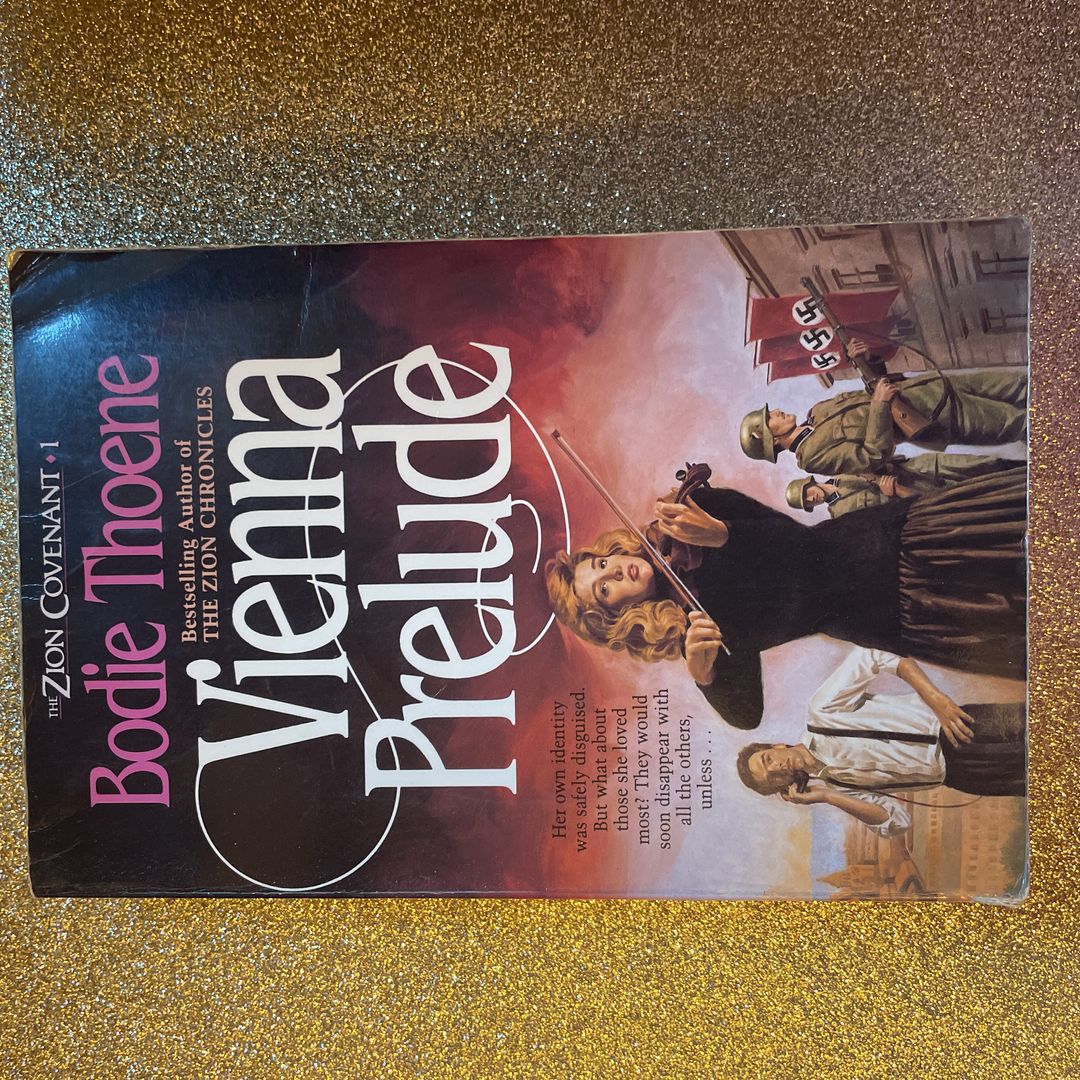 THE ZION COVENANT • 1
Bodie Thoene
Bestselling Author of
THE ZION CHRONICLES
Vienna
Prelude
Her own identity
was safely disguised.
But what about
those she loved
most? They would
soon disappear with
all the others,
unless . . . .